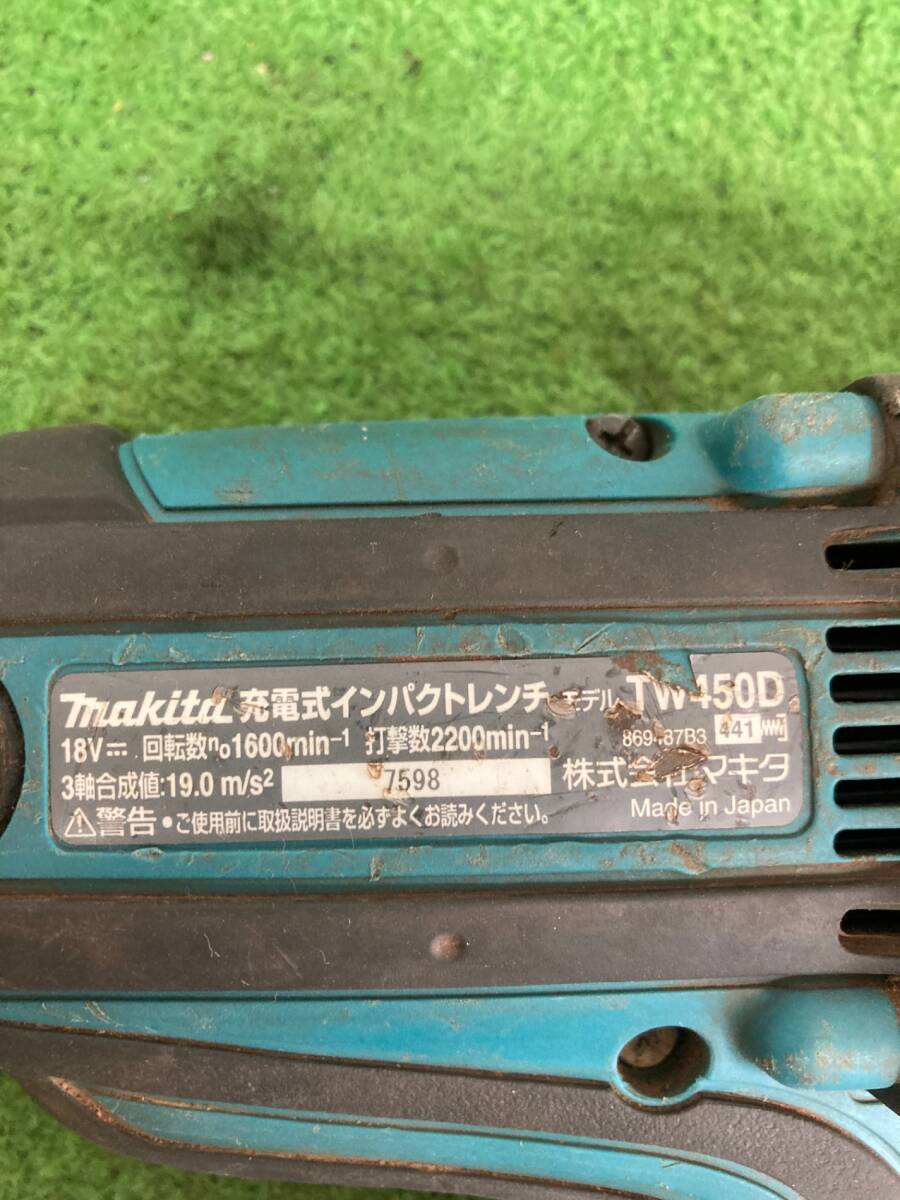 makita 充電式インパクトレンチ モデル TW450D
18V⎓ 回転数n₀1600min⁻¹ 打撃数2200min⁻¹ 441
3軸合成値:19.0 m/s² 7598 株式会社マキタ
Made in Japan
⚠警告 •ご使用前に取扱説明書を必ずよくお読みください。